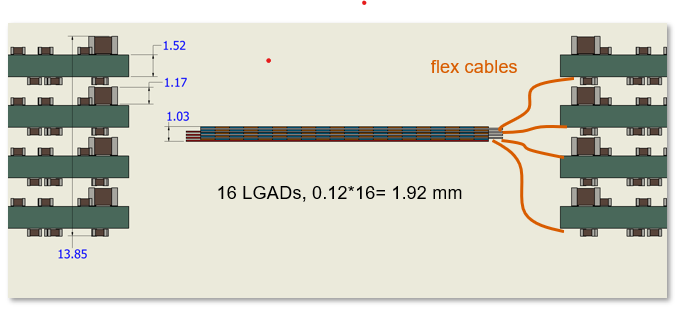 1.52
flex cables
1.17
1.03
16 LGADs, 0.12*16= 1.92 mm
13.85